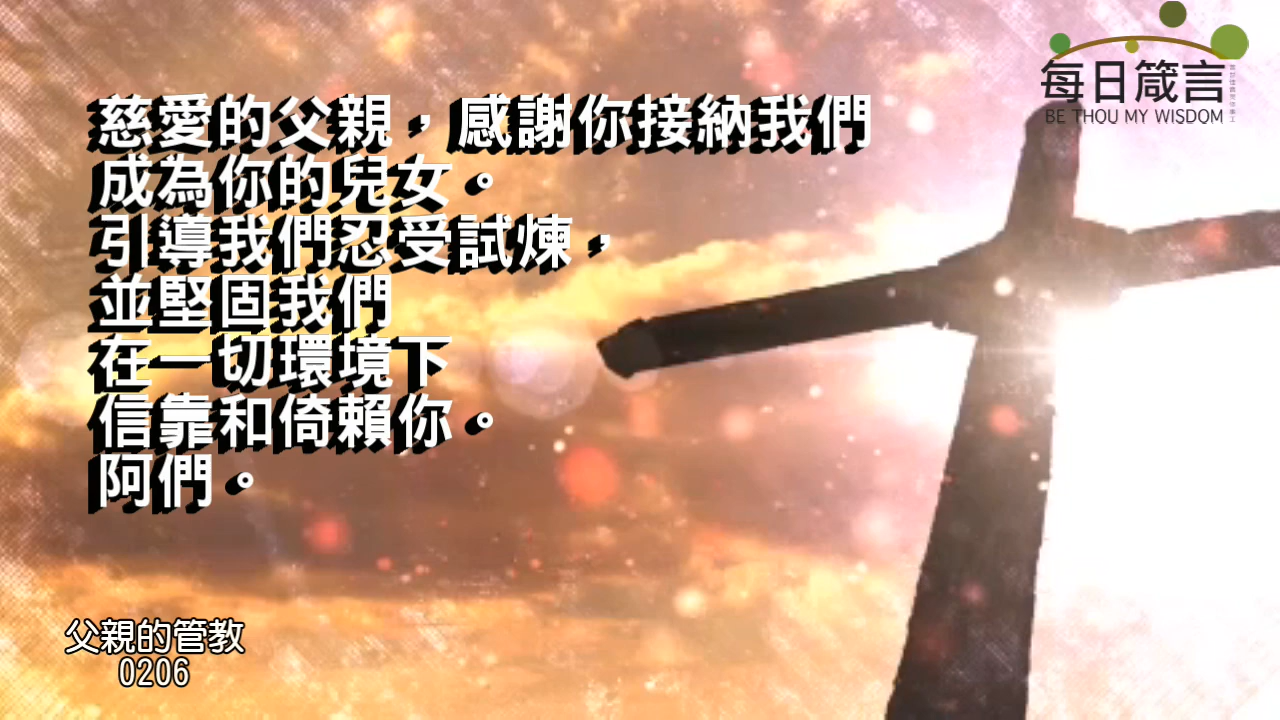 每日箴言
BE THOU MY WISDOM
慈愛的父親，感謝你接納我們
成為你的兒女。
引導我們忍受試煉，
並堅固我們
在一切環境下
信靠和倚賴你。
阿們。
父親的管教
0206